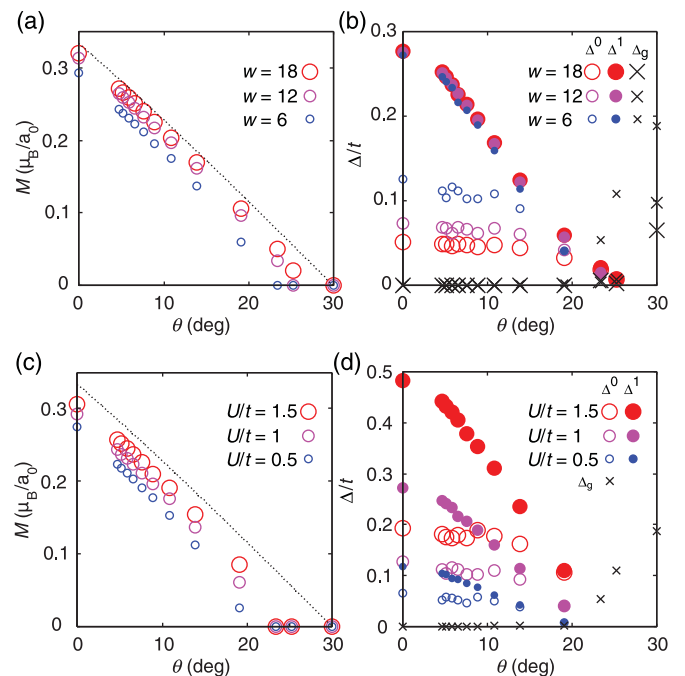 (a)
M (μB/a0)
0.3
0.2
0.1
0
0 10 20 30
θ (deg)
w = 18
w = 12
w = 6
(b)
Δ/t
0.3
0.2
0.1
0
0 10 20 30
θ (deg)
Δ⁰ Δ¹ Δg
w = 18
w = 12
w = 6
(c)
M (μB/a0)
0.3
0.2
0.1
0
0 10 20 30
θ (deg)
U/t = 1.5
U/t = 1
U/t = 0.5
(d)
Δ/t
0.5
0.4
0.3
0.2
0.1
0
0 10 20 30
θ (deg)
Δ⁰ Δ¹
U/t = 1.5
U/t = 1
U/t = 0.5
Δg